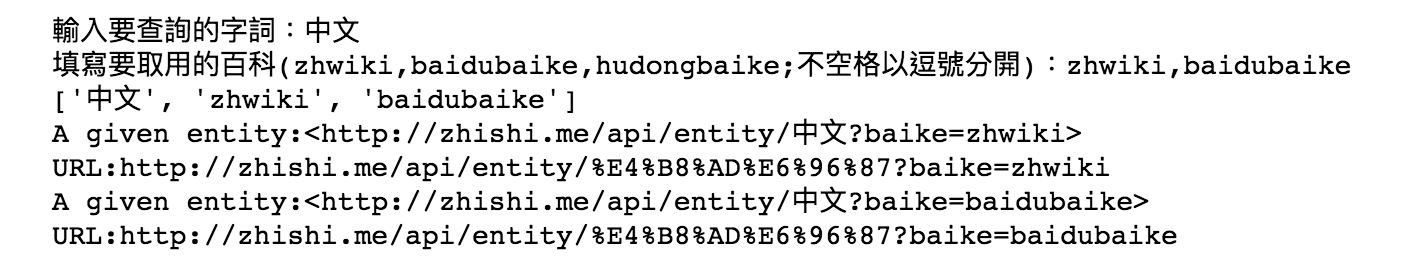 輸入要查詢的字詞：中文
填寫要取用的百科(zhwiki,baidubaike,hudongbaike;不空格以逗號分開)：zhwiki,baidubaike
['中文', 'zhwiki', 'baidubaike']
A given entity:<http://zhishi.me/api/entity/中文?baike=zhwiki>
URL:http://zhishi.me/api/entity/%E4%B8%AD%E6%96%87?baike=zhwiki
A given entity:<http://zhishi.me/api/entity/中文?baike=baidubaike>
URL:http://zhishi.me/api/entity/%E4%B8%AD%E6%96%87?baike=baidubaike